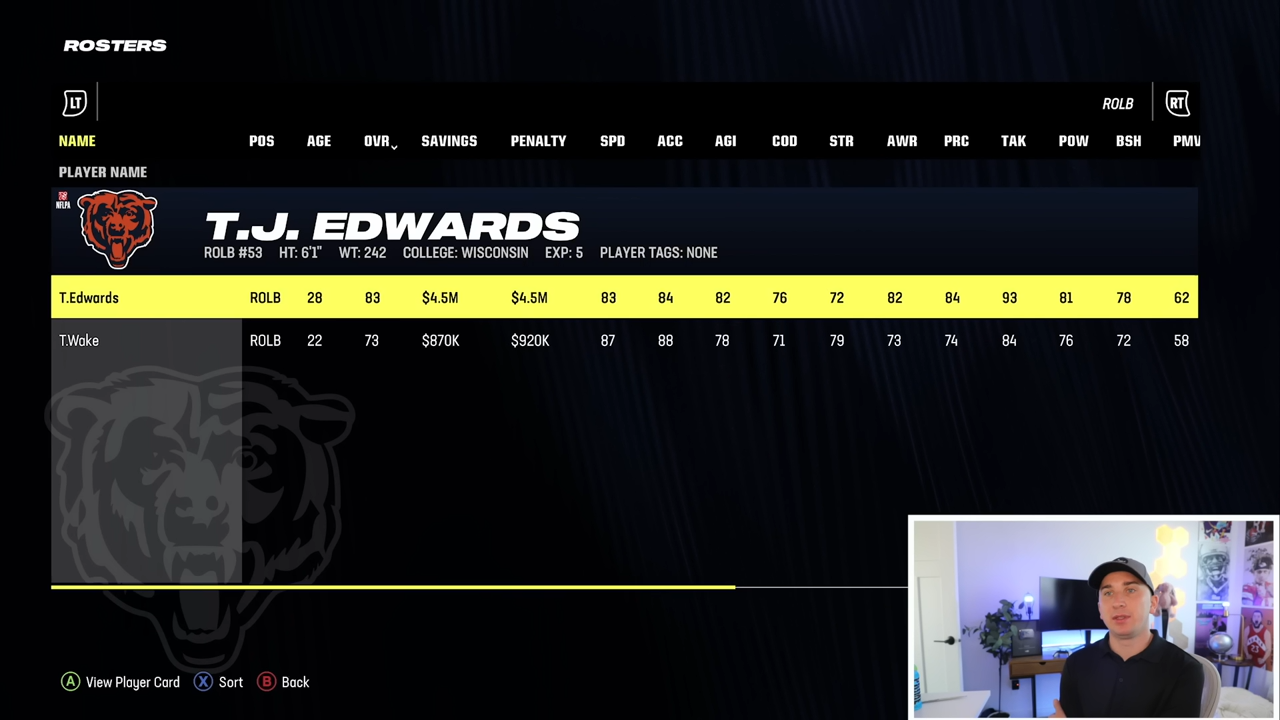 ROSTERS
LT ROLB RT
NAME POS AGE OVR SAVINGS PENALTY SPD ACC AGI COD STR AWR PRC TAK POW BSH PMV
PLAYER NAME
NFLPA
T.J. EDWARDS
ROLB #53 HT: 6'1" WT: 242 COLLEGE: WISCONSIN EXP: 5 PLAYER TAGS: NONE
T.Edwards ROLB 28 83 $4.5M $4.5M 83 84 82 76 72 82 84 93 81 78 62
T.Wake ROLB 22 73 $870K $920K 87 88 78 71 79 73 74 84 76 72 58
A View Player Card X Sort B Back